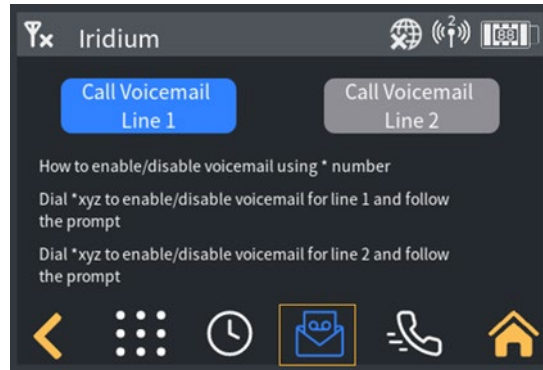 Iridium
2
88
Call Voicemail
Line 1
Call Voicemail
Line 2
How to enable/disable voicemail using * number
Dial *xyz to enable/disable voicemail for line 1 and follow
the prompt
Dial *xyz to enable/disable voicemail for line 2 and follow
the prompt